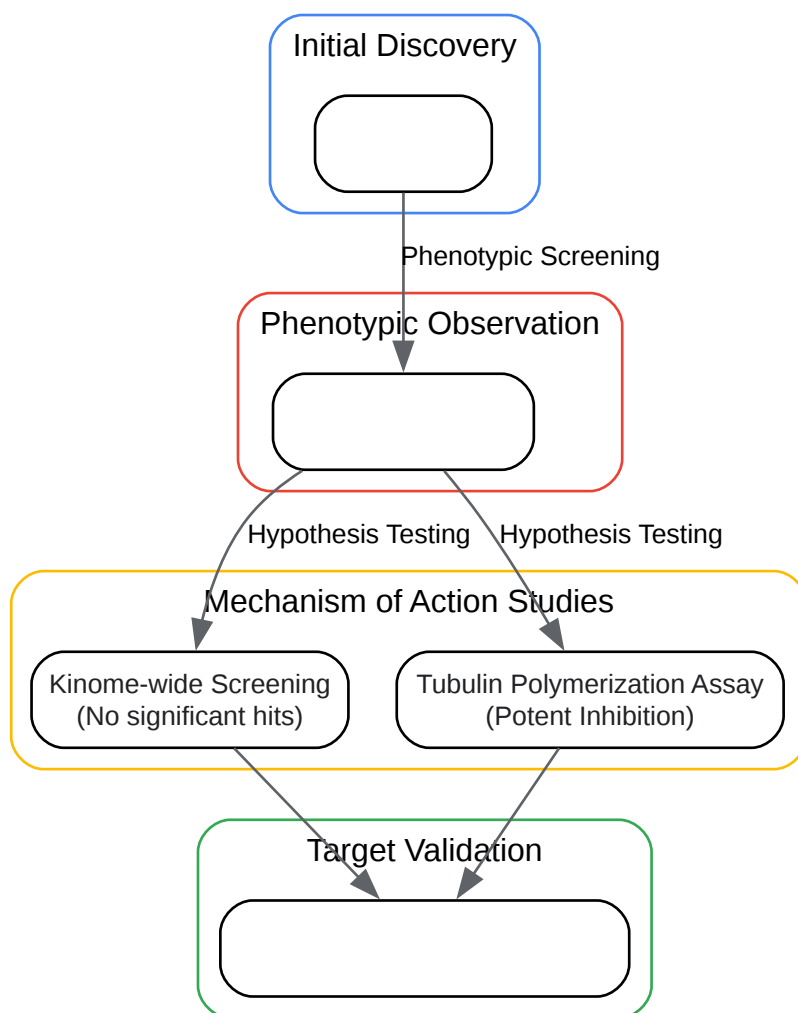 Initial Discovery
Phenotypic Screening
Phenotypic Observation
Hypothesis Testing
Hypothesis Testing
Mechanism of Action Studies
Kinome-wide Screening
(No significant hits)
Tubulin Polymerization Assay
(Potent Inhibition)
Target Validation